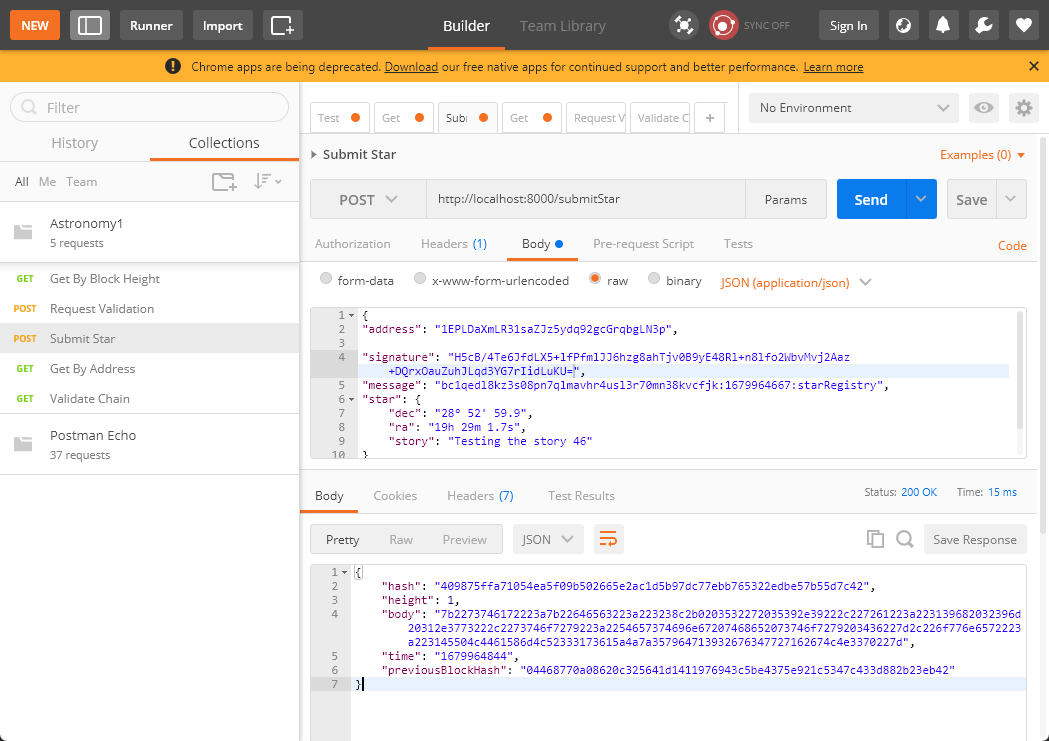 NEW Runner Import Builder Team Library SYNC OFF Sign In
Chrome apps are being deprecated. Download our free native apps for continued support and better performance. Learn more
Filter
History Collections
All Me Team
Astronomy1
5 requests
GET Get By Block Height
POST Request Validation
POST Submit Star
GET Get By Address
GET Validate Chain
Postman Echo
37 requests
Test Get Subi Get Request V Validate C +
No Environment
Submit Star Examples (0)
POST http://localhost:8000/submitStar Params Send Save
Authorization Headers (1) Body Pre-request Script Tests Code
form-data x-www-form-urlencoded raw binary JSON (application/json)
1 {
2 "address": "1EPLDaXmLR31saZJz5ydq92gcGrqbgLN3p",
3
4 "signature": "H5cB/4Te6JfdLX5+lfPfmlJJ6hzg8ahTjv0B9yE48Rl+n8lfo2WbvMvj2Aaz
+DQrxOauZuhJLqd3YG7rIidLuKU=",
5 "message": "bc1qedl8kz3s08pn7qlmavhr4usl3r70mn38kvcfjk:1679964667:starRegistry",
6 "star": {
7 "dec": "28° 52' 59.9",
8 "ra": "19h 29m 1.7s",
9 "story": "Testing the story 46"
10 }
Body Cookies Headers (7) Test Results Status: 200 OK Time: 15 ms
Pretty Raw Preview JSON Save Response
1 {
2 "hash": "409875ffa71054ea5f09b502665e2ac1d5b97dc77ebb765322edbe57b55d7c42",
3 "height": 1,
4 "body": "7b2273746172223a7b22646563223a223238c2b0203532272035392e39222c227261223a223139682032396d
20312e3773222c2273746f7279223a2254657374696e67207468652073746f7279203436227d2c226f776e6572223
a223145504c4461586d4c52333173615a4a7a3579647139326763477271​62674c4e3370227d",
5 "time": "1679964844",
6 "previousBlockHash": "04468770a08620c325641d1411976943c5be4375e921c5347c433d882b23eb42"
7 }